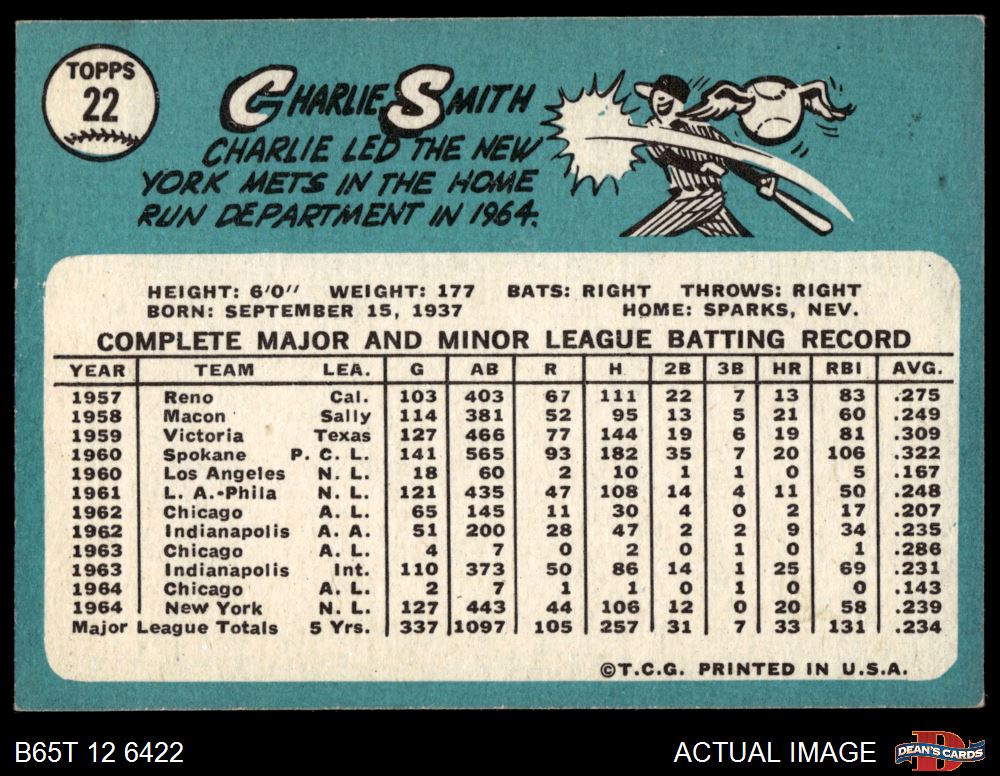 TOPPS
22
CHARLIE SMITH
CHARLIE LED THE NEW
YORK METS IN THE HOME
RUN DEPARTMENT IN 1964.
HEIGHT: 6'0" WEIGHT: 177 BATS: RIGHT THROWS: RIGHT
BORN: SEPTEMBER 15, 1937 HOME: SPARKS, NEV.
COMPLETE MAJOR AND MINOR LEAGUE BATTING RECORD
YEAR TEAM LEA. G AB R H 2B 3B HR RBI AVG.
1957 Reno Cal. 103 403 67 111 22 7 13 83 .275
1958 Macon Sally 114 381 52 95 13 5 21 60 .249
1959 Victoria Texas 127 466 77 144 19 6 19 81 .309
1960 Spokane P. C. L. 141 565 93 182 35 7 20 106 .322
1960 Los Angeles N. L. 18 60 2 10 1 1 0 5 .167
1961 L. A.-Phila N. L. 121 435 47 108 14 4 11 50 .248
1962 Chicago A. L. 65 145 11 30 4 0 2 17 .207
1962 Indianapolis A. A. 51 200 28 47 2 2 9 34 .235
1963 Chicago A. L. 4 7 0 2 0 1 0 1 .286
1963 Indianapolis Int. 110 373 50 86 14 1 25 69 .231
1964 Chicago A. L. 2 7 1 1 0 1 0 0 .143
1964 New York N. L. 127 443 44 106 12 0 20 58 .239
Major League Totals 5 Yrs. 337 1097 105 257 31 7 33 131 .234
©T.C.G. PRINTED IN U.S.A.
B65T 12 6422
ACTUAL IMAGE
DEAN'S CARDS